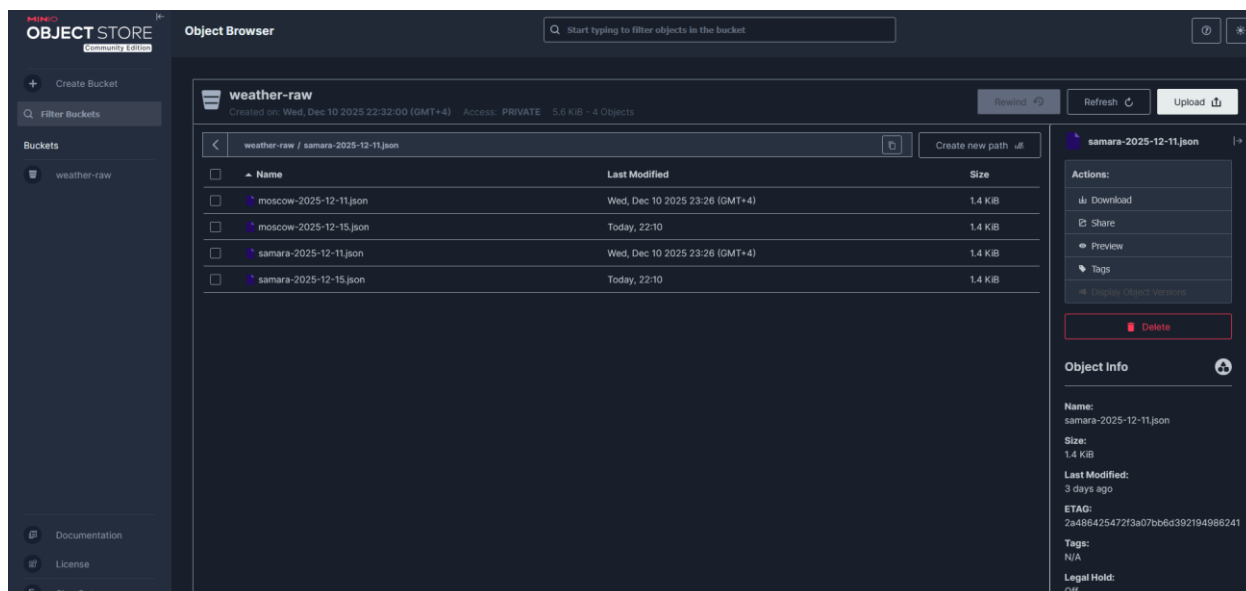 MINIO
OBJECT STORE
Community Edition
Create Bucket
Filter Buckets
Buckets
weather-raw
Documentation
License
Object Browser
Start typing to filter objects in the bucket
weather-raw
Created on: Wed, Dec 10 2025 22:32:00 (GMT+4) Access: PRIVATE 5.6 KiB - 4 Objects
Rewind
Refresh
Upload
weather-raw / samara-2025-12-11.json
Create new path
Name Last Modified Size
moscow-2025-12-11.json Wed, Dec 10 2025 23:26 (GMT+4) 1.4 KiB
moscow-2025-12-15.json Today, 22:10 1.4 KiB
samara-2025-12-11.json Wed, Dec 10 2025 23:26 (GMT+4) 1.4 KiB
samara-2025-12-15.json Today, 22:10 1.4 KiB
samara-2025-12-11.json
Actions:
Download
Share
Preview
Tags
Display Object Versions
Delete
Object Info
Name:
samara-2025-12-11.json
Size:
1.4 KiB
Last Modified:
3 days ago
ETAG:
2a486425472f3a07bb6d392194986241
Tags:
N/A
Legal Hold: